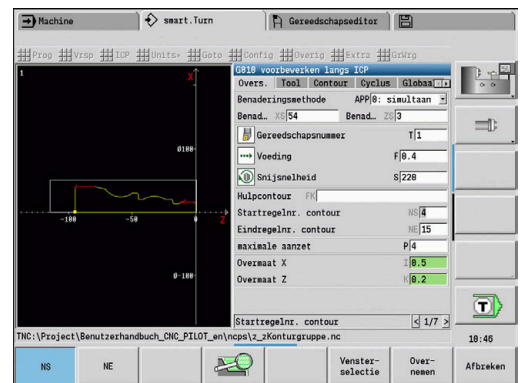 Machine
smart.Turn
Gereedschapseditor
Prog Vrsp ICP Units» Goto Config Overig Extra GrWrg
1
X
Ø100
-100
-50
Z
Ø-100
G810 voorbewerken langs ICP
Overs. Tool Contour Cyclus Globaa
Benaderingsmethode APP 0: simultaan
Benad… XS 54 Benad… ZS 3
Gereedschapsnummer T 1
Voeding F 0.4
Snijsnelheid S 220
Hulpcontour FK
Startregelnr. contour NS 4
Eindregelnr. contour NE 15
maximale aanzet P 4
Overmaat X I 0.5
Overmaat Z K 0.2
Startregelnr. contour < 1/7 >
TNC:\Project\Benutzerhandbuch_CNC_PILOT_en\ncps\z_zKonturgruppe.nc
T
10:46
NS
NE
Venster-
selectie
Over-
nemen
Afbreken